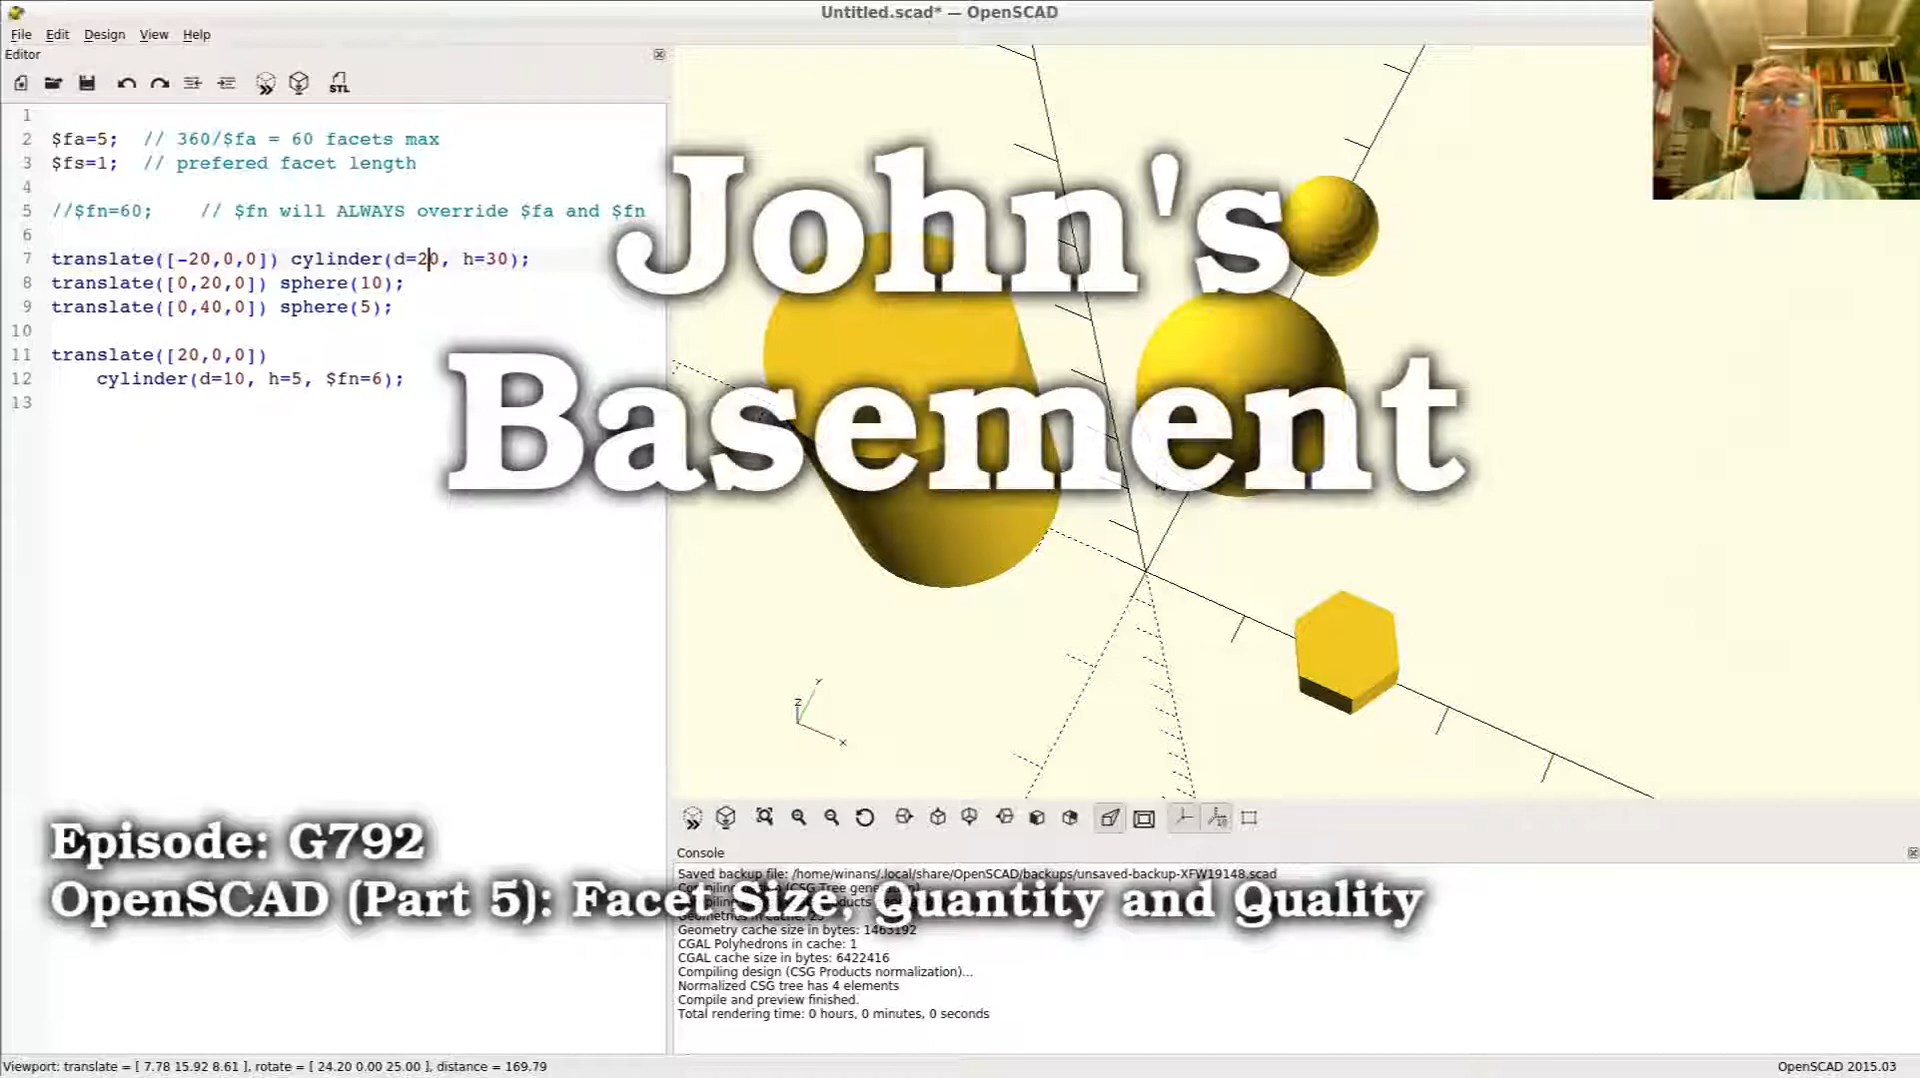 Untitled.scad* — OpenSCAD
File Edit Design View Help
Editor
STL
1
2 $fa=5; // 360/$fa = 60 facets max
3 $fs=1; // prefered facet length
4
5 //$fn=60; // $fn will ALWAYS override $fa and $fn
6
7 translate([-20,0,0]) cylinder(d=20, h=30);
8 translate([0,20,0]) sphere(10);
9 translate([0,40,0]) sphere(5);
10
11 translate([20,0,0])
12 cylinder(d=10, h=5, $fn=6);
13
John's
Basement
Z
Y
X
10
Episode: G792
OpenSCAD (Part 5): Facet Size, Quantity and Quality
Console
Saved backup file: /home/winans/.local/share/OpenSCAD/backups/unsaved-backup-XFW19148.scad
Geometry cache size in bytes: 1463192
CGAL Polyhedrons in cache: 1
CGAL cache size in bytes: 6422416
Compiling design (CSG Products normalization)...
Normalized CSG tree has 4 elements
Compile and preview finished.
Total rendering time: 0 hours, 0 minutes, 0 seconds
Viewport: translate = [ 7.78 15.92 8.61 ], rotate = [ 24.20 0.00 25.00 ], distance = 169.79
OpenSCAD 2015.03